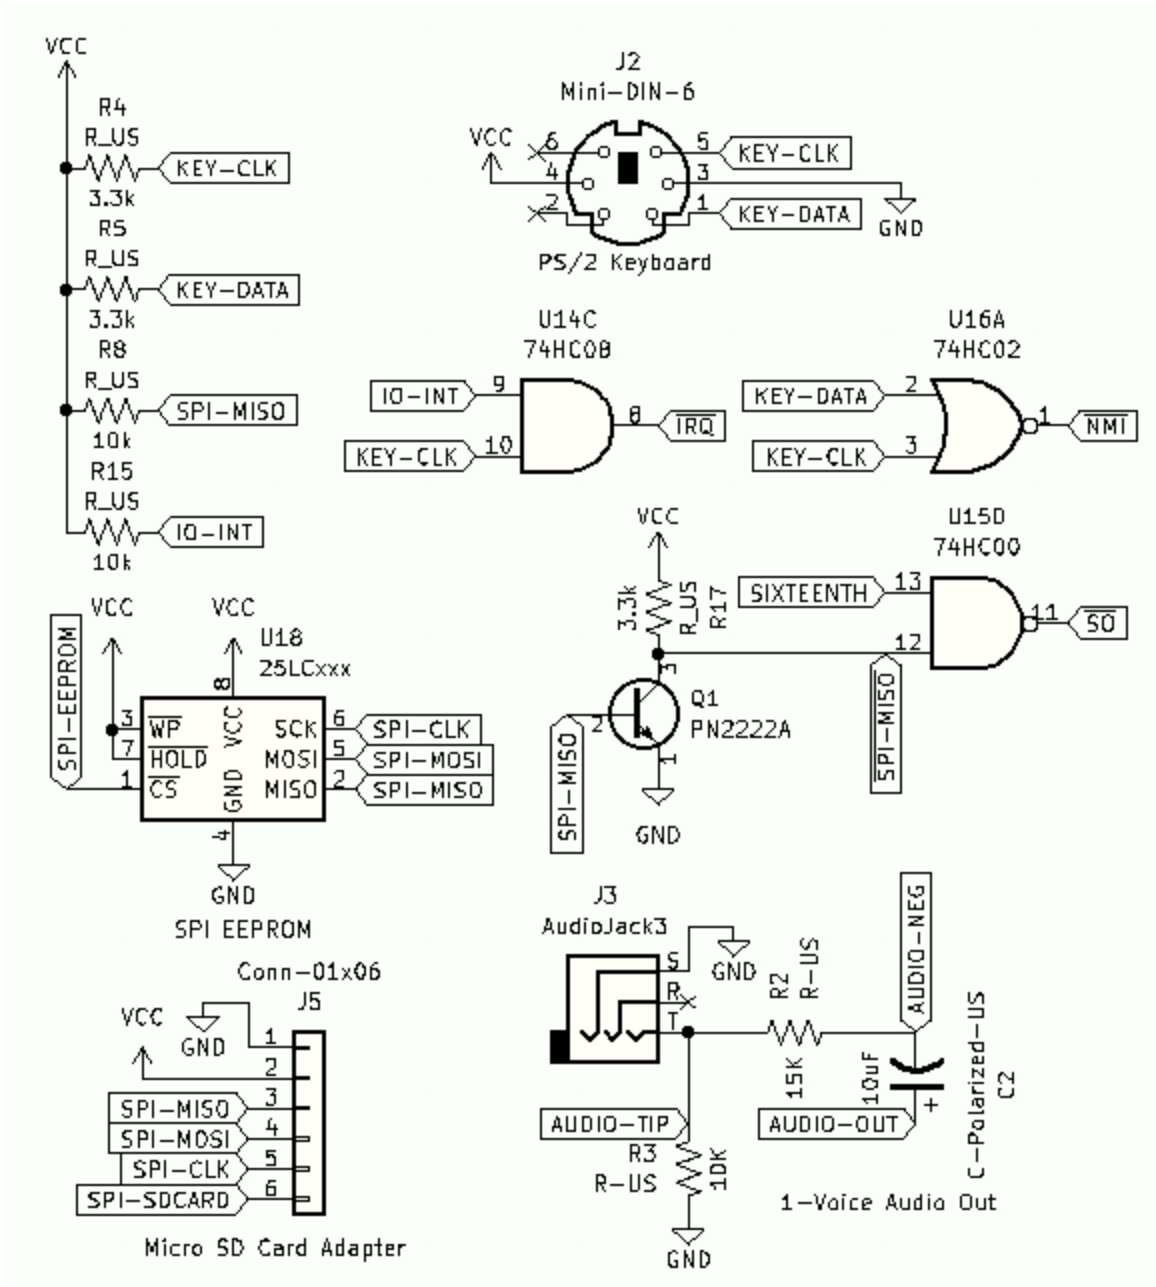 VCC
R4
R_US
3.3k
KEY-CLK
R5
R_US
3.3k
KEY-DATA
R8
R_US
10k
SPI-MISO
R15
R_US
10k
IO-INT
J2
Mini-DIN-6
VCC
6
4
2
5
3
1
KEY-CLK
KEY-DATA
GND
PS/2 Keyboard
U14C
74HC08
IO-INT
9
KEY-CLK
10
8
IRQ
U16A
74HC02
KEY-DATA
2
KEY-CLK
3
1
NMI
VCC
3.3k
R_US
R17
U15D
74HC00
SIXTEENTH
13
12
11
SO
SPI-MISO
3
Q1
PN2222A
2
1
SPI-MISO
GND
SPI-EEPROM
VCC
VCC
U18
25LCxxx
8
3
WP
7
HOLD
1
CS
VCC
GND
SCK
6
SPI-CLK
MOSI
5
SPI-MOSI
MISO
2
SPI-MISO
4
GND
SPI EEPROM
Conn-01x06
J5
VCC
GND
1
2
SPI-MISO
3
SPI-MOSI
4
SPI-CLK
5
SPI-SDCARD
6
Micro SD Card Adapter
J3
AudioJack3
S
R
T
GND
R2
R-US
15K
AUDIO-NEG
10uF
+
C-Polarized-US
C2
AUDIO-TIP
AUDIO-OUT
R3
R-US
10K
GND
1-Voice Audio Out